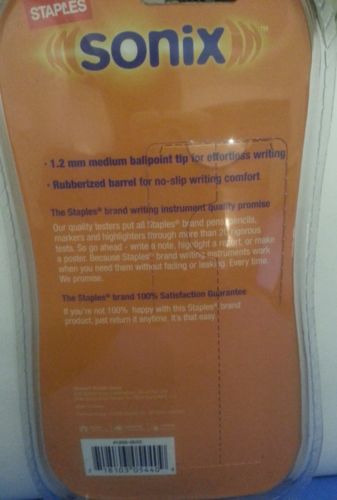 STAPLES
sonix™
• 1.2 mm medium ballpoint tip for effortless writing
• Rubberized barrel for no-slip writing comfort
The Staples® brand writing instrument quality promise
Our quality testers put all Staples® brand pens, pencils,
markers and highlighters through more than 20 rigorous
tests. So go ahead - write a note, highlight a report, or make
a poster. Because Staples® brand writing instruments work
when you need them without fading or leaking. Every time.
We promise.
The Staples® brand 100% Satisfaction Guarantee
If you're not 100% happy with this Staples® brand
product, just return it anytime. It's that easy.
18103 05440